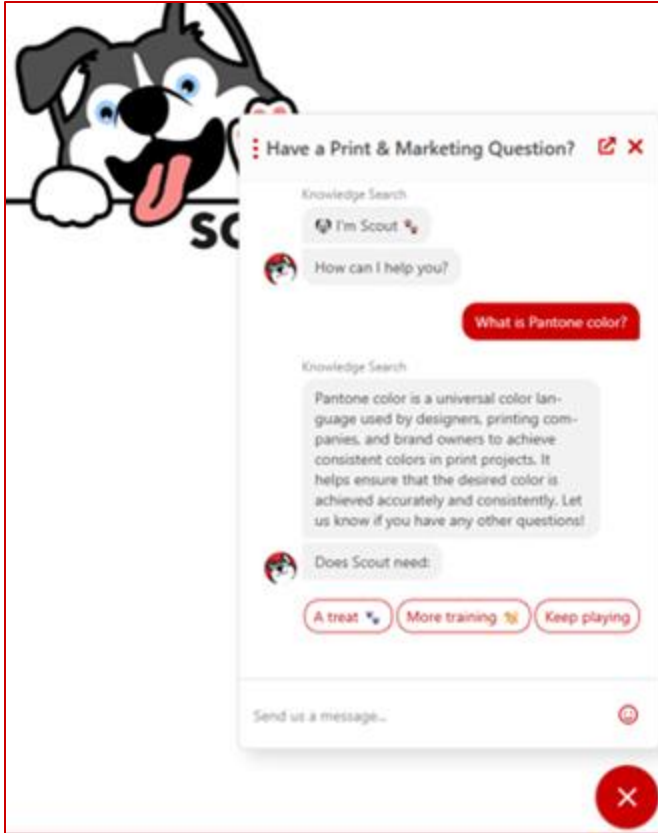 Have a Print & Marketing Question?
Knowledge Search
I'm Scout
How can I help you?
What is Pantone color?
Knowledge Search
Pantone color is a universal color lan-
guage used by designers, printing com-
panies, and brand owners to achieve
consistent colors in print projects. It
helps ensure that the desired color is
achieved accurately and consistently. Let
us know if you have any other questions!
Does Scout need:
A treat
More training
Keep playing
Send us a message...